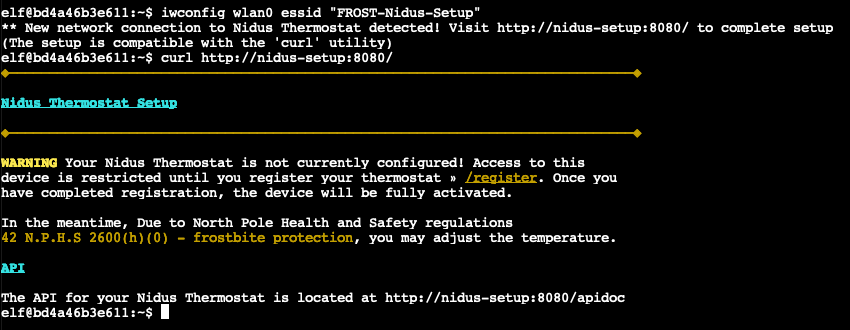 elf@bd4a46b3e611:~$ iwconfig wlan0 essid "FROST-Nidus-Setup"
** New network connection to Nidus Thermostat detected! Visit http://nidus-setup:8080/ to complete setup
(The setup is compatible with the 'curl' utility)
elf@bd4a46b3e611:~$ curl http://nidus-setup:8080/
Nidus Thermostat Setup
WARNING Your Nidus Thermostat is not currently configured! Access to this
device is restricted until you register your thermostat » /register. Once you
have completed registration, the device will be fully activated.
In the meantime, Due to North Pole Health and Safety regulations
42 N.P.H.S 2600(h)(0) - frostbite protection, you may adjust the temperature.
API
The API for your Nidus Thermostat is located at http://nidus-setup:8080/apidoc
elf@bd4a46b3e611:~$